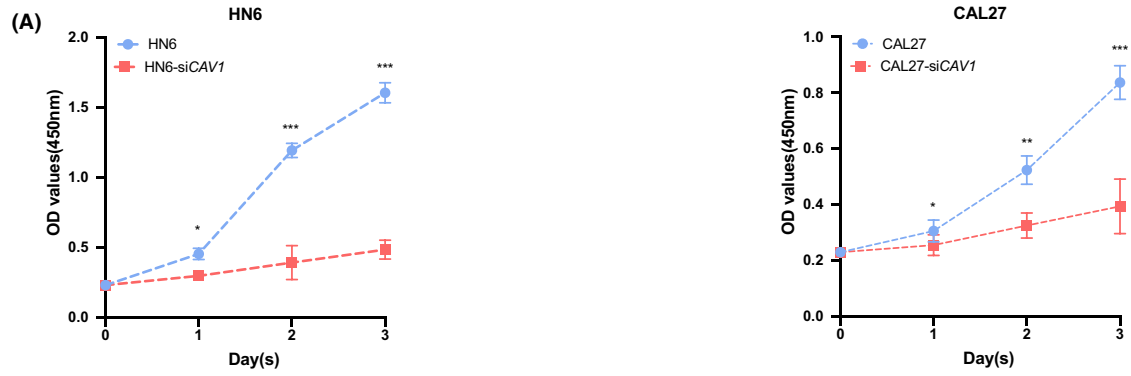 (A)
HN6
2.0
1.5
1.0
0.5
0.0
OD values(450nm)
HN6
HN6-siCAV1
*
***
***
0
1
2
3
Day(s)
CAL27
1.0
0.8
0.6
0.4
0.2
0.0
OD values(450nm)
CAL27
CAL27-siCAV1
*
**
***
0
1
2
3
Day(s)